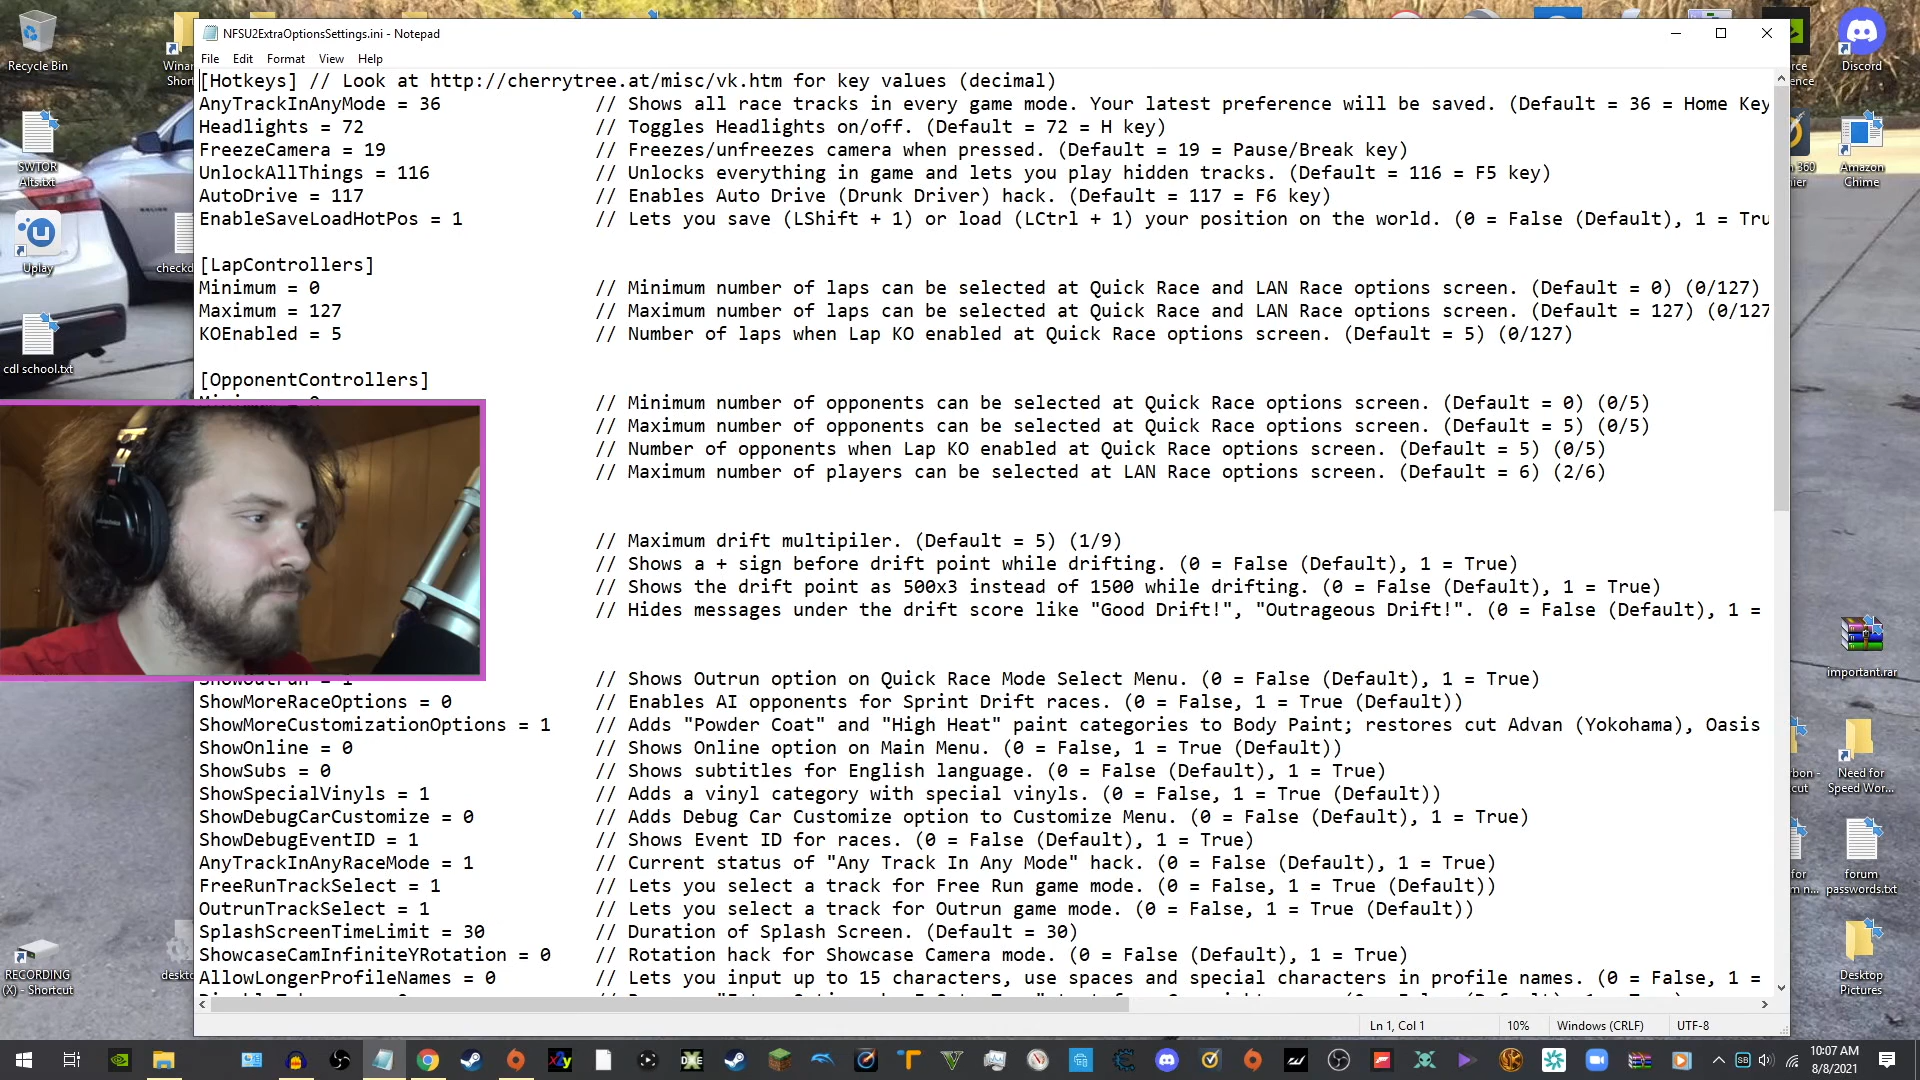 Recycle Bin
Winar
Short
NFSU2ExtraOptionsSettings.ini - Notepad
File Edit Format View Help
[Hotkeys] // Look at http://cherrytree.at/misc/vk.htm for key values (decimal)
AnyTrackInAnyMode = 36 // Shows all race tracks in every game mode. Your latest preference will be saved. (Default = 36 = Home Key
Headlights = 72 // Toggles Headlights on/off. (Default = 72 = H key)
FreezeCamera = 19 // Freezes/unfreezes camera when pressed. (Default = 19 = Pause/Break key)
UnlockAllThings = 116 // Unlocks everything in game and lets you play hidden tracks. (Default = 116 = F5 key)
AutoDrive = 117 // Enables Auto Drive (Drunk Driver) hack. (Default = 117 = F6 key)
EnableSaveLoadHotPos = 1 // Lets you save (LShift + 1) or load (LCtrl + 1) your position on the world. (0 = False (Default), 1 = Tru
[LapControllers]
Minimum = 0 // Minimum number of laps can be selected at Quick Race and LAN Race options screen. (Default = 0) (0/127)
Maximum = 127 // Maximum number of laps can be selected at Quick Race and LAN Race options screen. (Default = 127) (0/127
KOEnabled = 5 // Number of laps when Lap KO enabled at Quick Race options screen. (Default = 5) (0/127)
[OpponentControllers]
// Minimum number of opponents can be selected at Quick Race options screen. (Default = 0) (0/5)
// Maximum number of opponents can be selected at Quick Race options screen. (Default = 5) (0/5)
// Number of opponents when Lap KO enabled at Quick Race options screen. (Default = 5) (0/5)
// Maximum number of players can be selected at LAN Race options screen. (Default = 6) (2/6)
// Maximum drift multipiler. (Default = 5) (1/9)
// Shows a + sign before drift point while drifting. (0 = False (Default), 1 = True)
// Shows the drift point as 500x3 instead of 1500 while drifting. (0 = False (Default), 1 = True)
// Hides messages under the drift score like "Good Drift!", "Outrageous Drift!". (0 = False (Default), 1 =
ShowOutrun = 1 // Shows Outrun option on Quick Race Mode Select Menu. (0 = False (Default), 1 = True)
ShowMoreRaceOptions = 0 // Enables AI opponents for Sprint Drift races. (0 = False, 1 = True (Default))
ShowMoreCustomizationOptions = 1 // Adds "Powder Coat" and "High Heat" paint categories to Body Paint; restores cut Advan (Yokohama), Oasis
ShowOnline = 0 // Shows Online option on Main Menu. (0 = False, 1 = True (Default))
ShowSubs = 0 // Shows subtitles for English language. (0 = False (Default), 1 = True)
ShowSpecialVinyls = 1 // Adds a vinyl category with special vinyls. (0 = False, 1 = True (Default))
ShowDebugCarCustomize = 0 // Adds Debug Car Customize option to Customize Menu. (0 = False (Default), 1 = True)
ShowDebugEventID = 1 // Shows Event ID for races. (0 = False (Default), 1 = True)
AnyTrackInAnyRaceMode = 1 // Current status of "Any Track In Any Mode" hack. (0 = False (Default), 1 = True)
FreeRunTrackSelect = 1 // Lets you select a track for Free Run game mode. (0 = False, 1 = True (Default))
OutrunTrackSelect = 1 // Lets you select a track for Outrun game mode. (0 = False, 1 = True (Default))
SplashScreenTimeLimit = 30 // Duration of Splash Screen. (Default = 30)
ShowcaseCamInfiniteYRotation = 0 // Rotation hack for Showcase Camera mode. (0 = False (Default), 1 = True)
AllowLongerProfileNames = 0 // Lets you input up to 15 characters, use spaces and special characters in profile names. (0 = False, 1 =
Ln 1, Col 1 10% Windows (CRLF) UTF-8
SWTOR
Alts.txt
Uplay
checkd
cdl school.txt
RECORDING
(X) - Shortcut
deskto
Discord
Amazon
Chime
important.rar
Need for
Speed Wor...
forum
passwords.txt
Desktop
Pictures
10:07 AM
8/8/2021